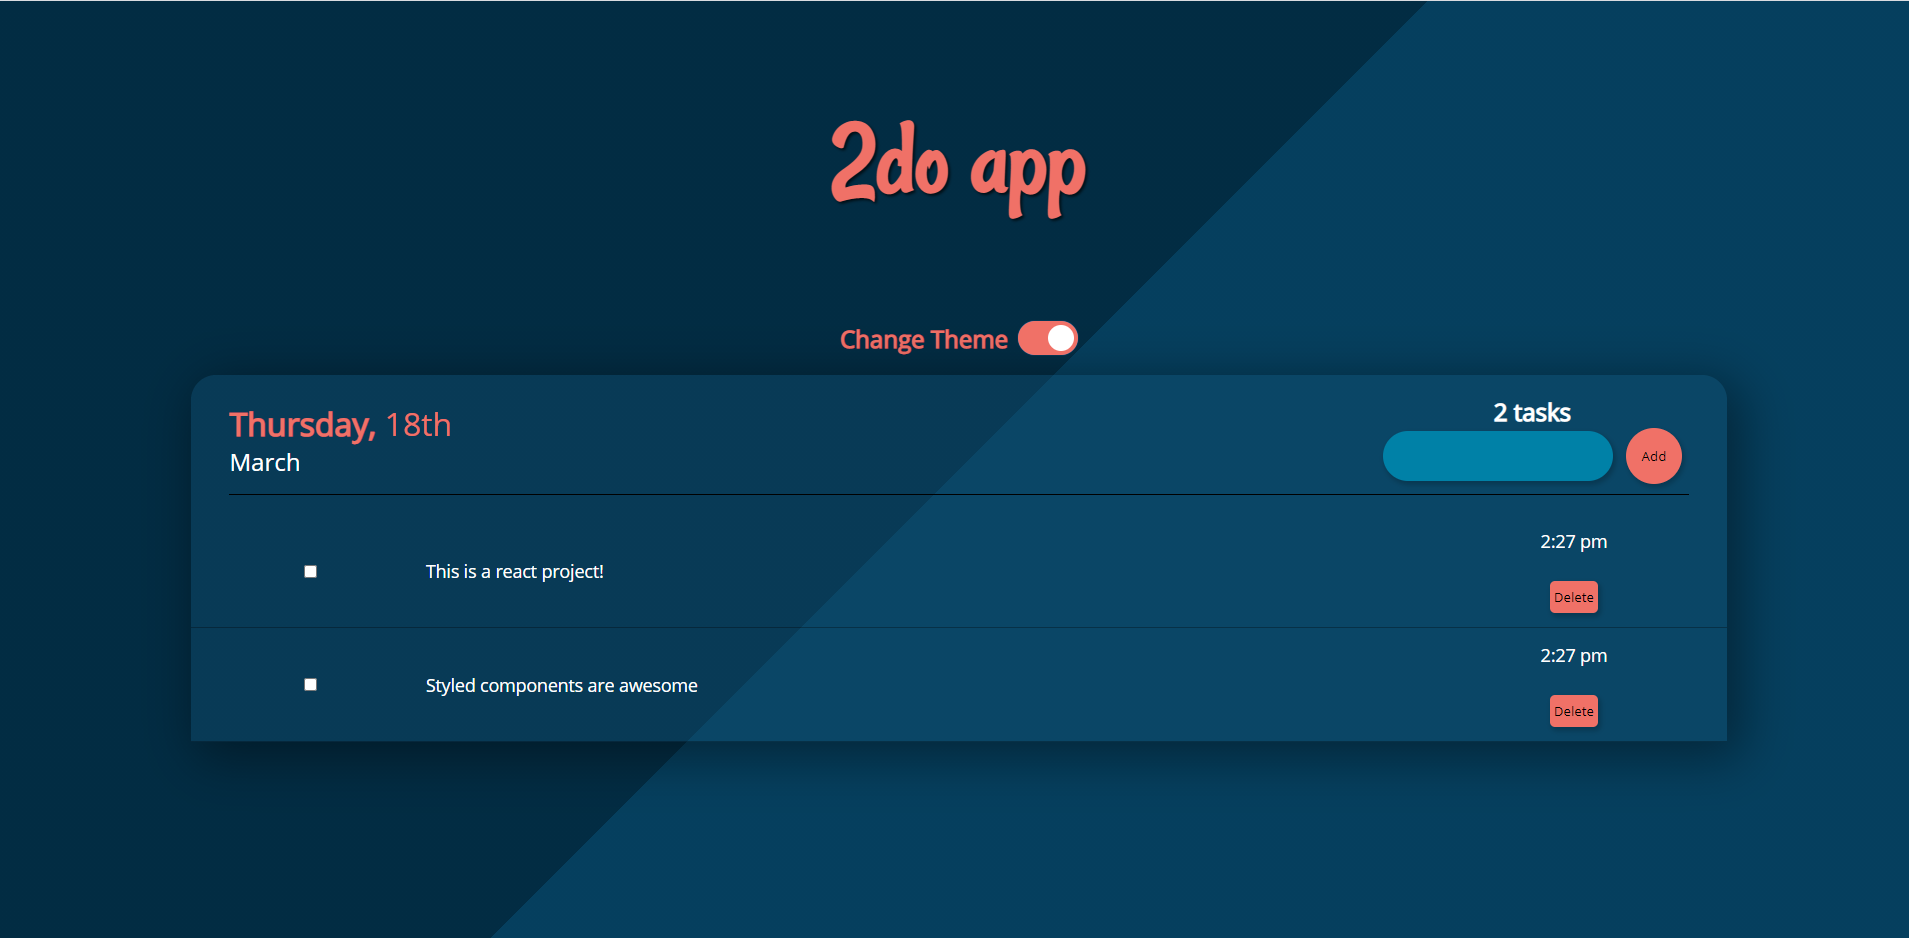 2do app
Change Theme
Thursday, 18th
March
2 tasks
Add
This is a react project!
2:27 pm
Delete
Styled components are awesome
2:27 pm
Delete